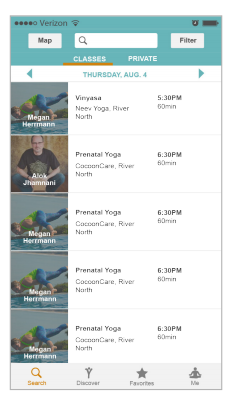 Verizon
Map
Filter
CLASSES PRIVATE
THURSDAY, AUG. 4
Megan
Herrmann
Vinyasa
Neev Yoga, River
North
5:30PM
60min
Alok
Jhamnani
Prenatal Yoga
CocoonCare, River
North
6:30PM
60min
Megan
Herrmann
Prenatal Yoga
CocoonCare, River
North
6:30PM
60min
Megan
Herrmann
Prenatal Yoga
CocoonCare, River
North
6:30PM
60min
Megan
Herrmann
Prenatal Yoga
CocoonCare, River
North
6:30PM
60min
Search Discover Favorites Me